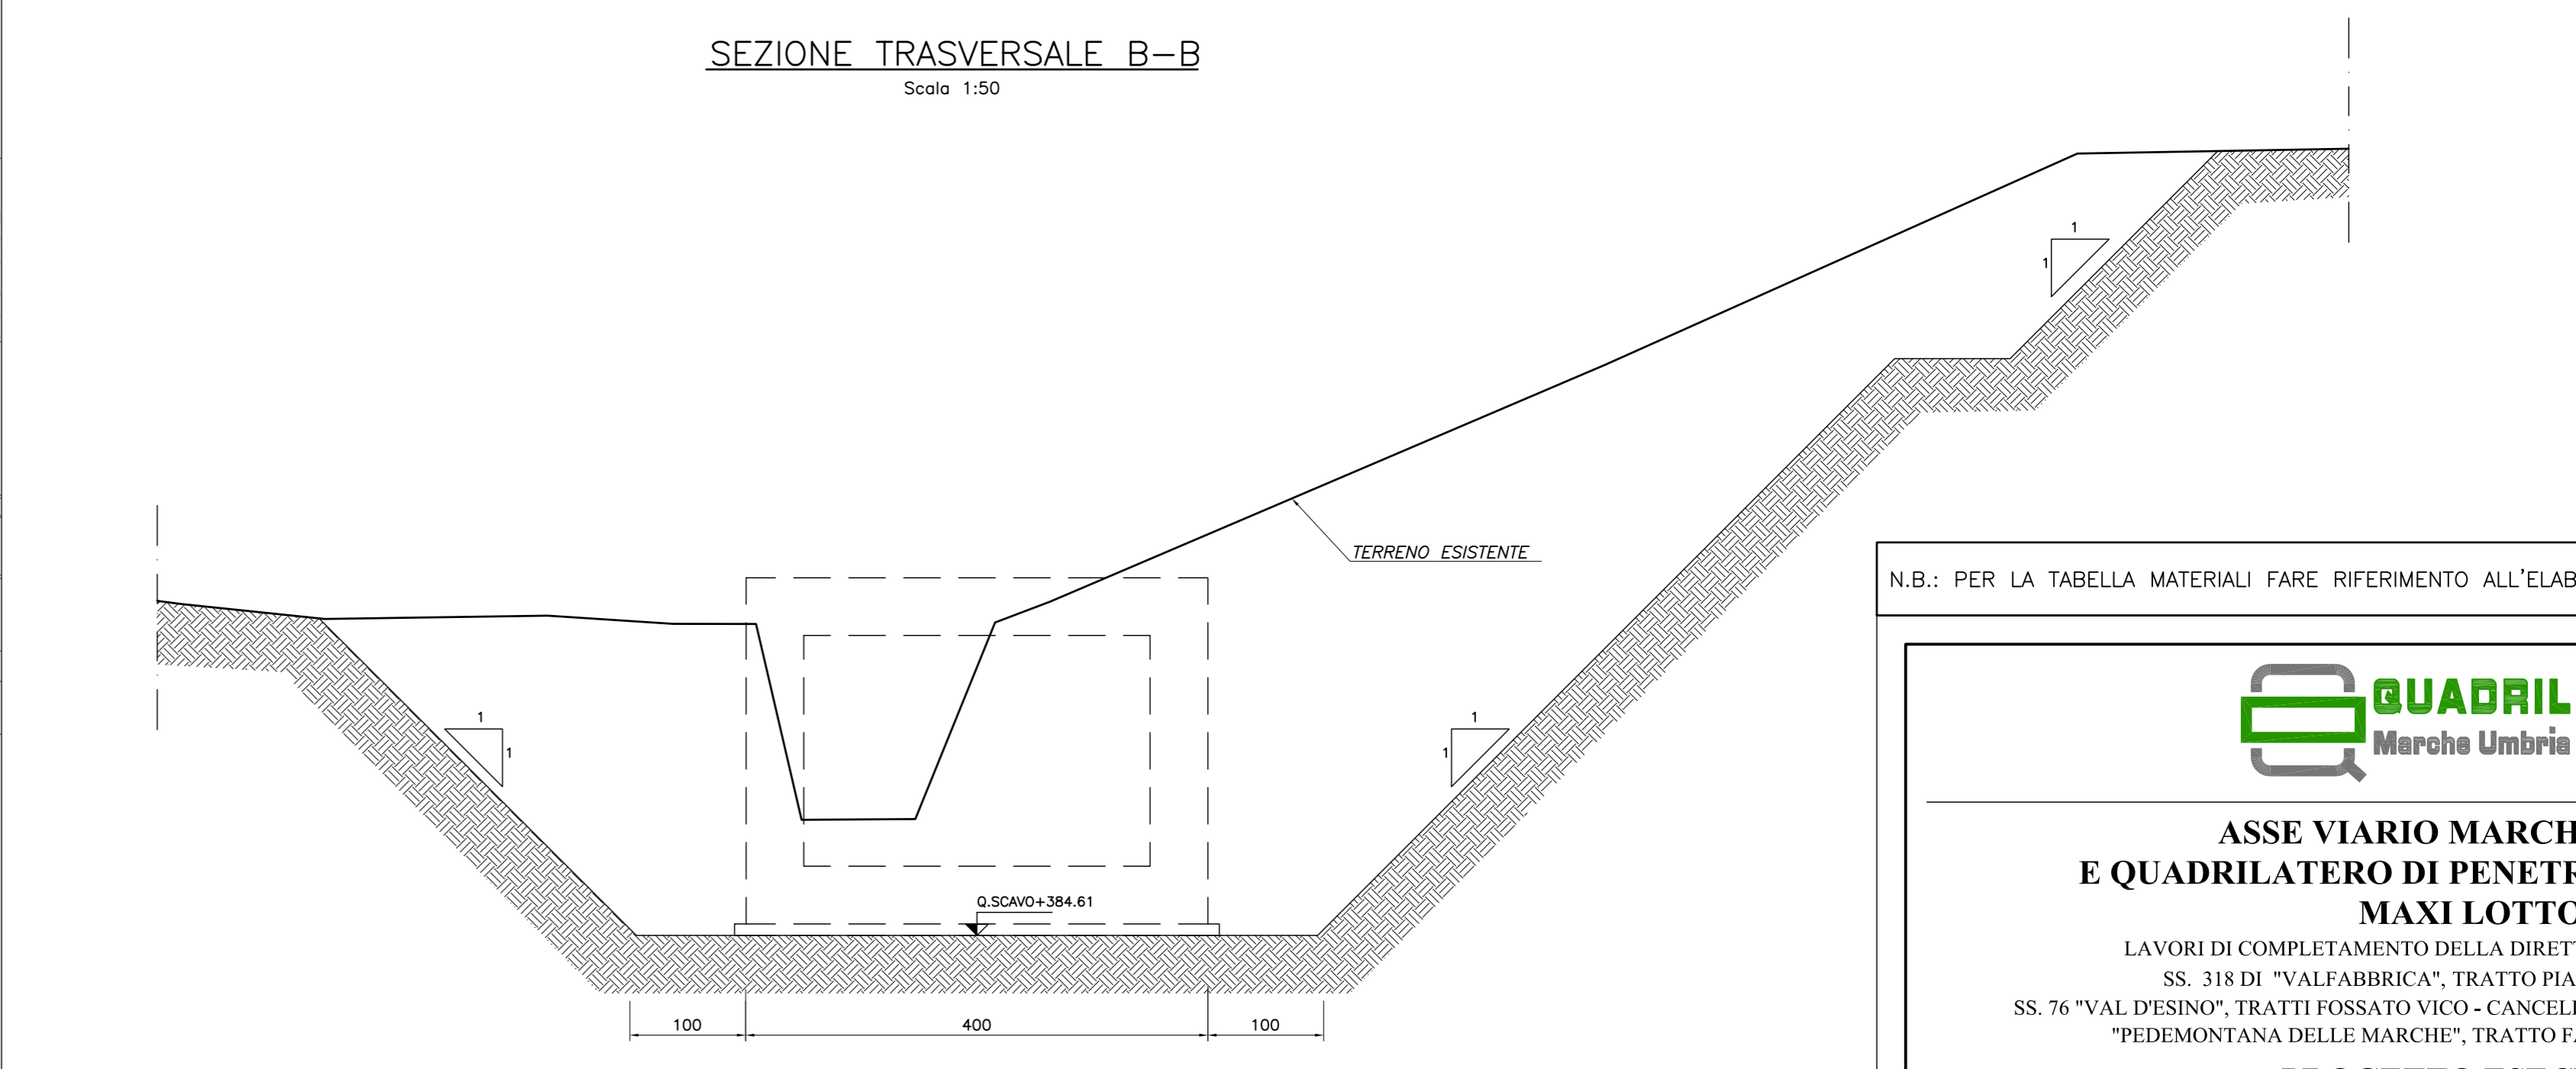 SEZIONE TRASVERSALE B-B
Scala 1:50
1
1
TERRENO ESISTENTE
N.B.: PER LA TABELLA MATERIALI FARE RIFERIMENTO ALL'ELAB
QUADRIL
Marche Umbria
1
1
1
1
ASSE VIARIO MARCH
E QUADRILATERO DI PENETR
MAXI LOTTO
Q.SCAVO+384.61
LAVORI DI COMPLETAMENTO DELLA DIRETT
SS. 318 DI "VALFABBRICA", TRATTO PIA
SS. 76 "VAL D'ESINO", TRATTI FOSSATO VICO - CANCELL
"PEDEMONTANA DELLE MARCHE", TRATTO FA
100
400
100